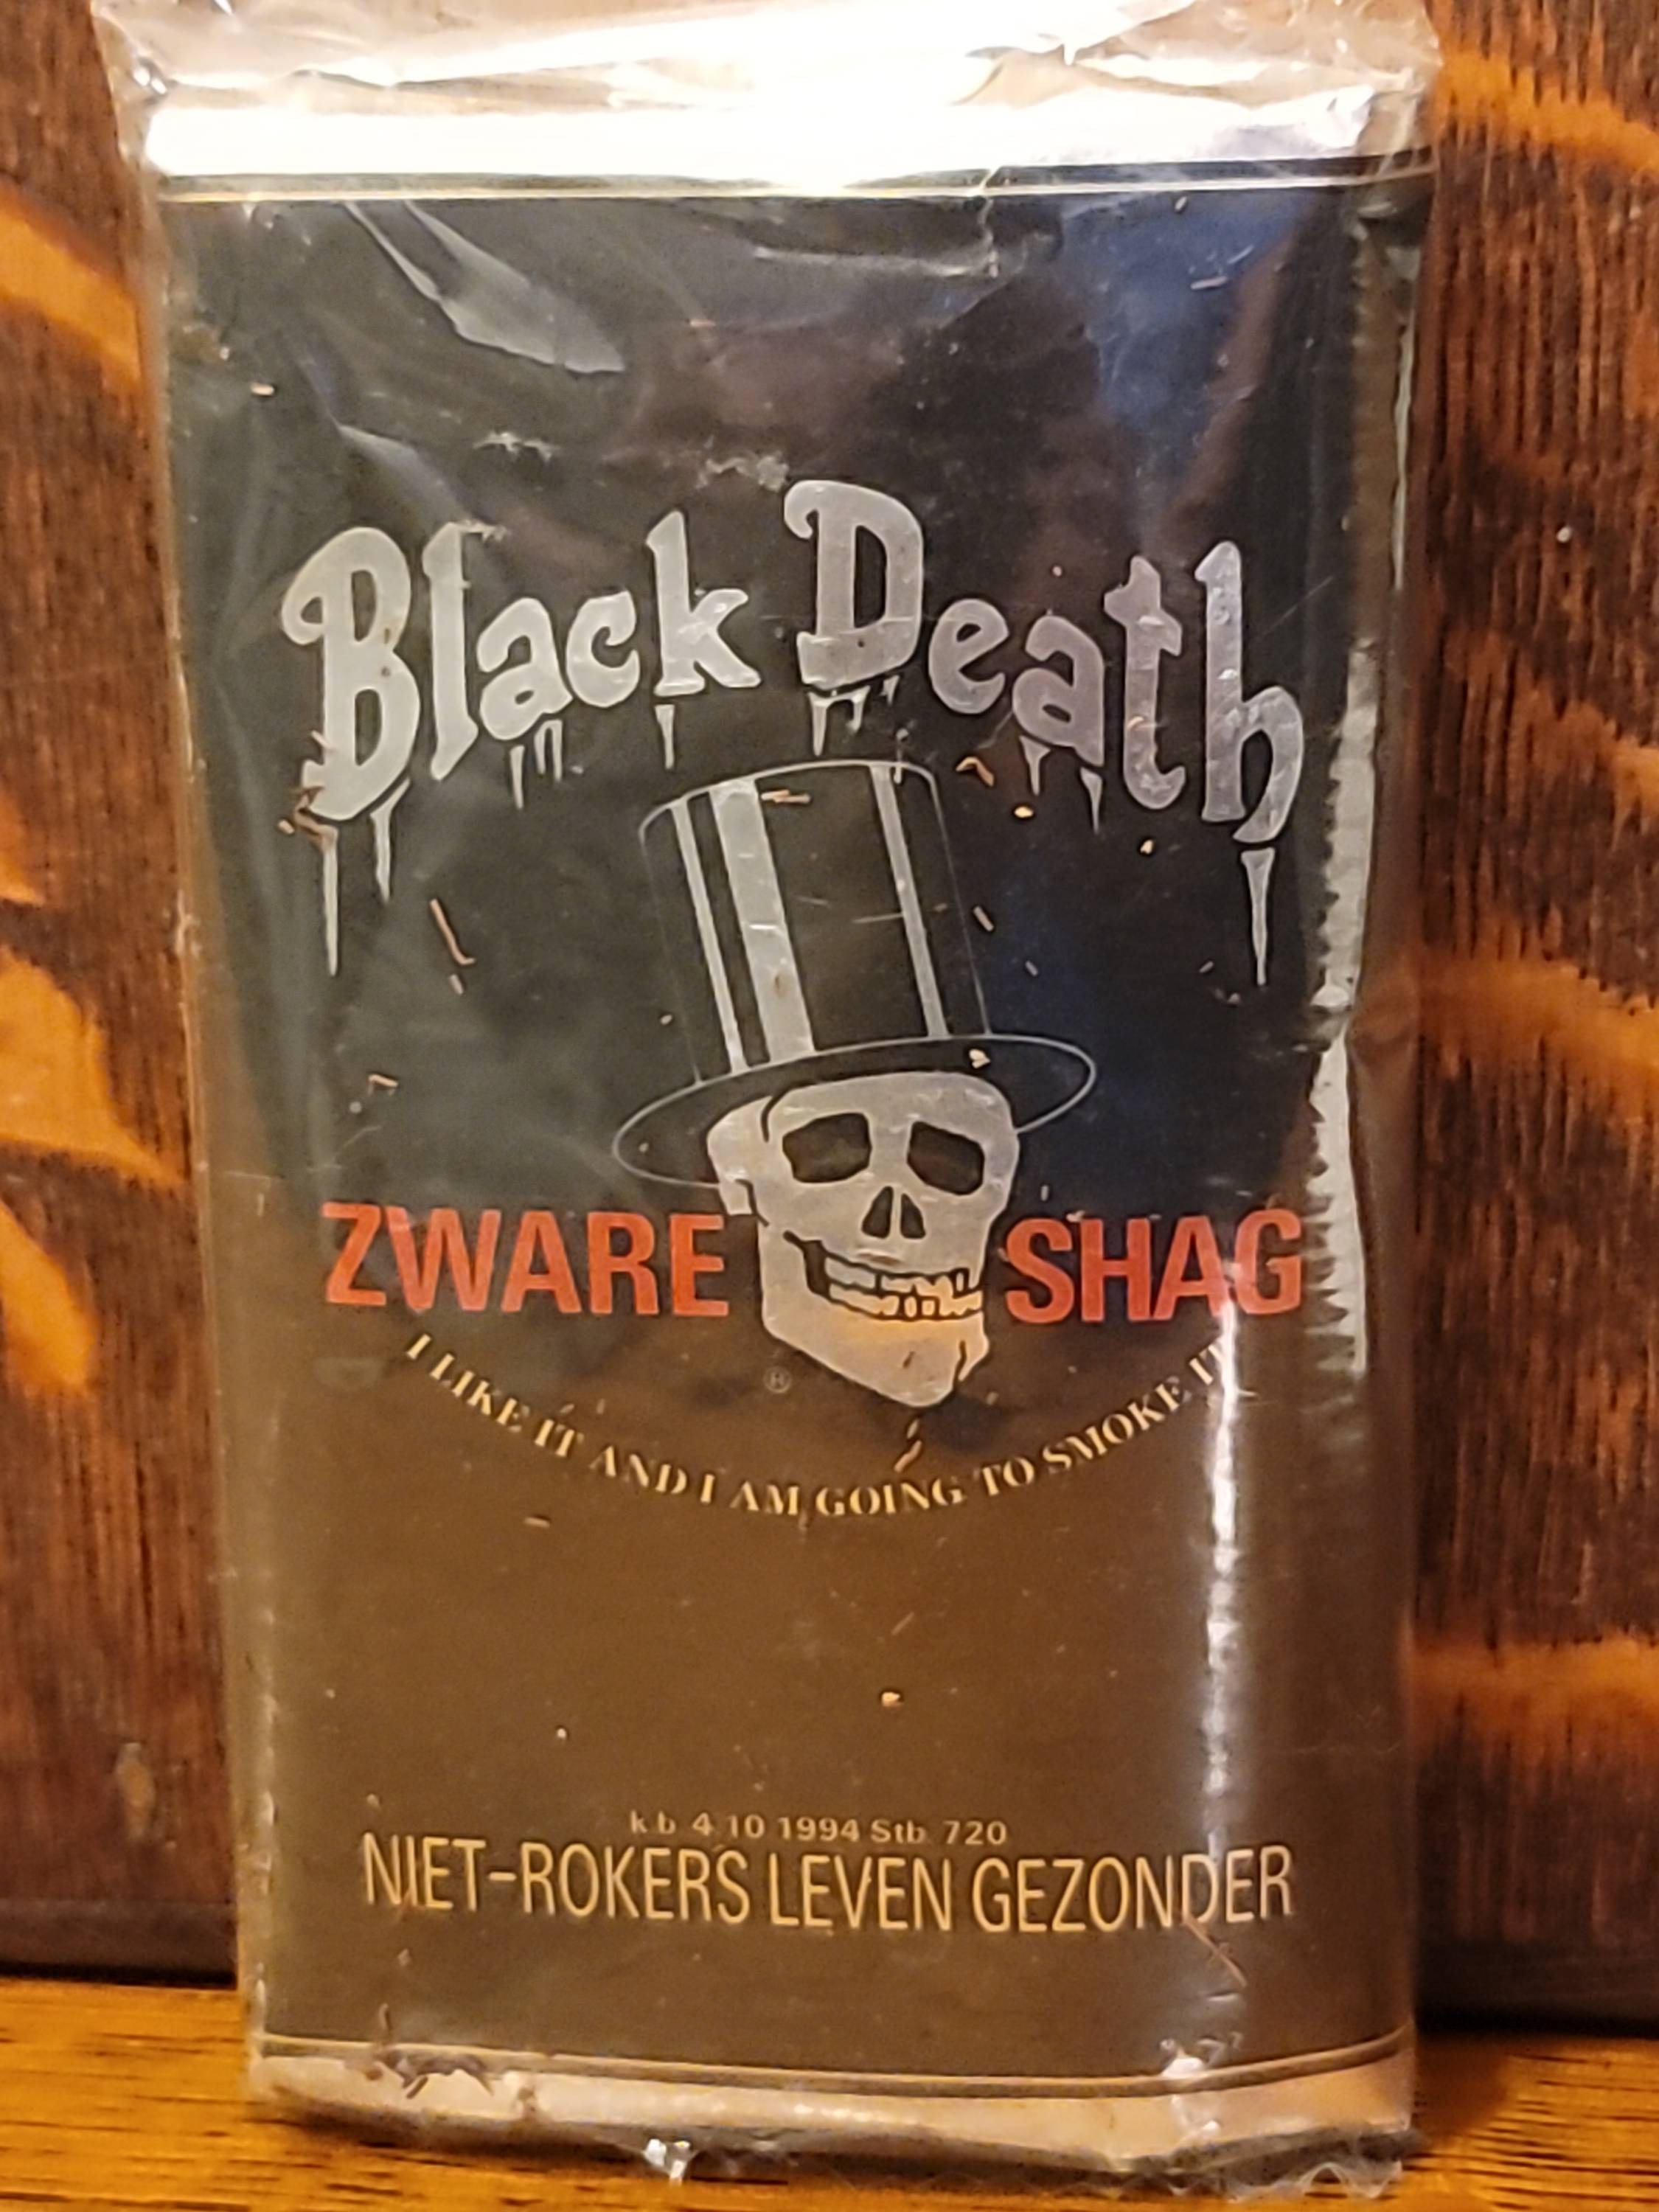 Black Death
ZWARE SHAG
®
I LIKE IT AND I AM GOING TO SMOKE IT
k b 4 10 1994 Stb 720
NIET-ROKERS LEVEN GEZONDER